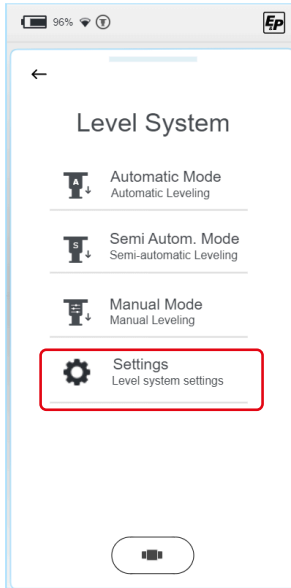 96%
EP
Level System
A
Automatic Mode
Automatic Leveling
S
Semi Autom. Mode
Semi-automatic Leveling
Manual Mode
Manual Leveling
Settings
Level system settings